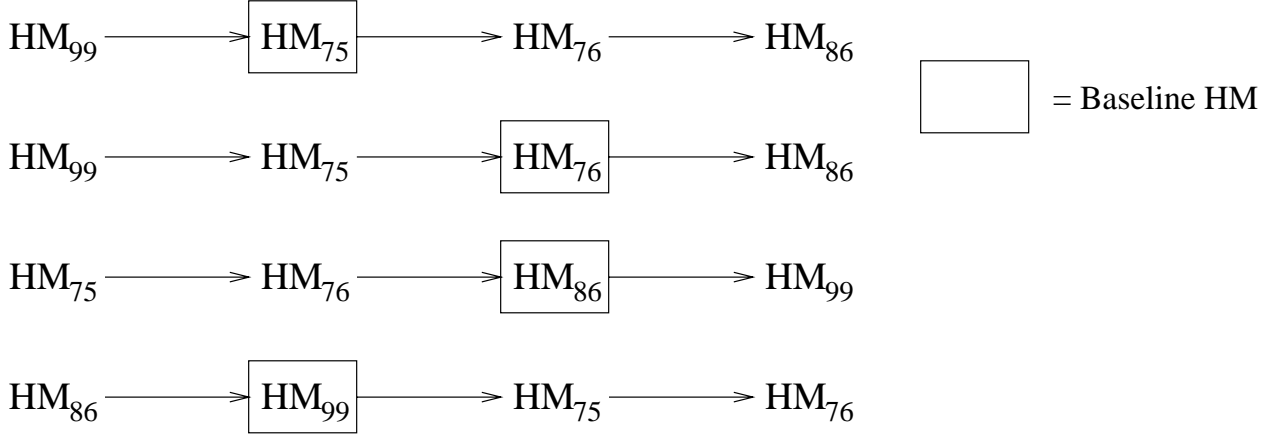 HM₉₉ HM₇₅ HM₇₆ HM₈₆
= Baseline HM
HM₉₉ HM₇₅ HM₇₆ HM₈₆
HM₇₅ HM₇₆ HM₈₆ HM₉₉
HM₈₆ HM₉₉ HM₇₅ HM₇₆